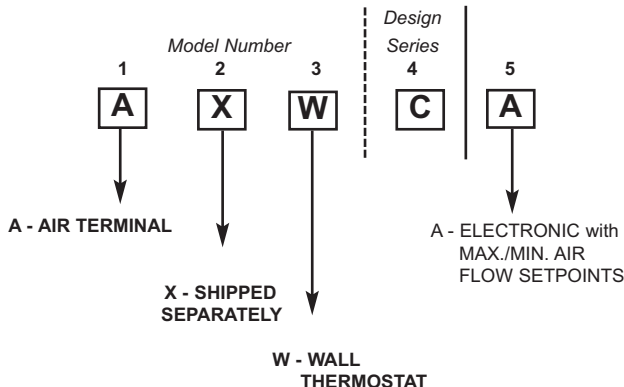 Design
Model Number Series
1 2 3 4 5
A X W C A
A - AIR TERMINAL
A - ELECTRONIC with
MAX./MIN. AIR
FLOW SETPOINTS
X - SHIPPED
SEPARATELY
W - WALL
THERMOSTAT